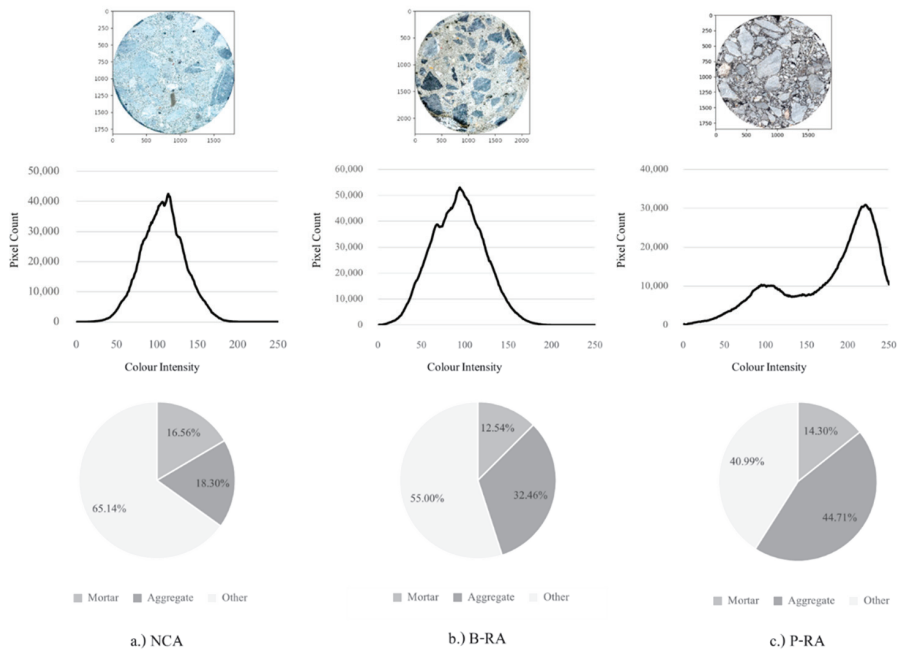 0
250
500
750
1000
1250
1500
1750
0 500 1000 1500
0
500
1000
1500
2000
0 500 1000 1500 2000
0
250
500
750
1000
1250
1500
1750
0 500 1000 1500
Pixel Count
50,000
40,000
30,000
20,000
10,000
0
0 50 100 150 200 250
Colour Intensity
Pixel Count
60,000
50,000
40,000
30,000
20,000
10,000
0
0 50 100 150 200 250
Colour Intensity
Pixel Count
40,000
30,000
20,000
10,000
0
0 50 100 150 200 250
Colour Intensity
16.56%
18.30%
65.14%
Mortar Aggregate Other
12.54%
32.46%
55.00%
Mortar Aggregate Other
14.30%
40.99%
44.71%
Mortar Aggregate Other
a.) NCA
b.) B-RA
c.) P-RA